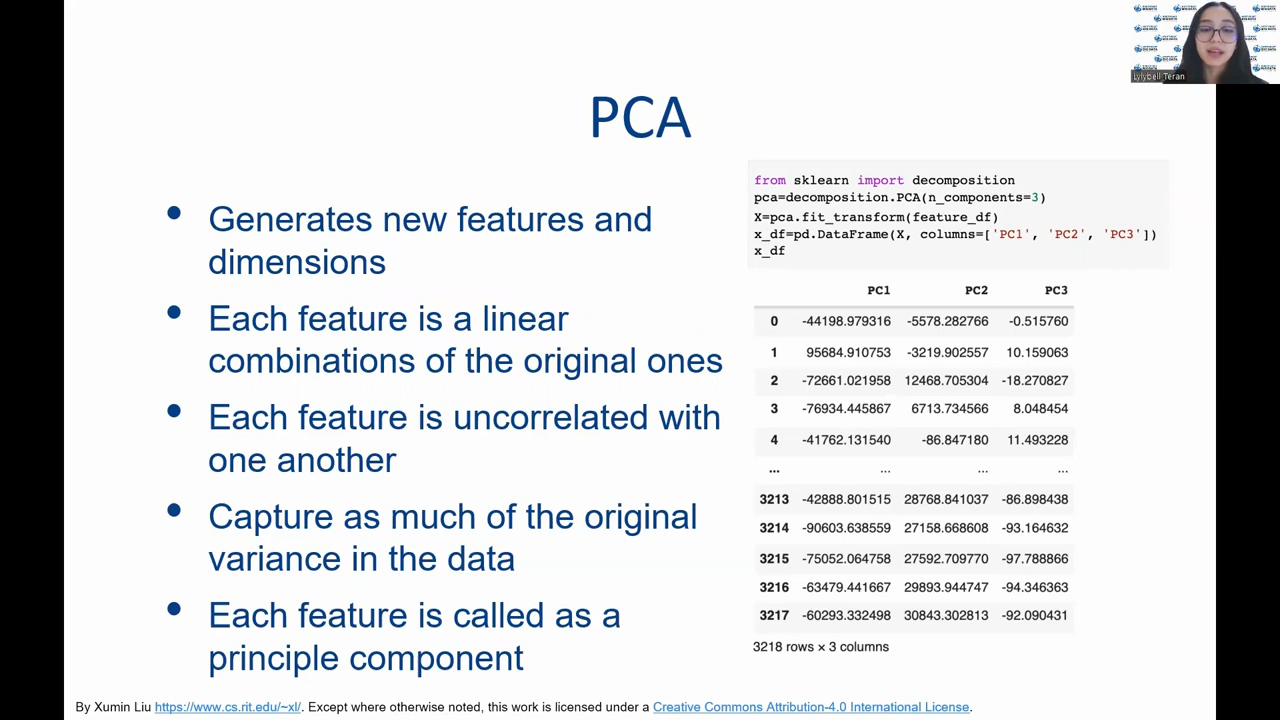 Lylybell Teran
PCA
Generates new features and
dimensions
Each feature is a linear
combinations of the original ones
Each feature is uncorrelated with
one another
Capture as much of the original
variance in the data
Each feature is called as a
principle component
from sklearn import decomposition
pca=decomposition.PCA(n_components=3)
X=pca.fit_transform(feature_df)
x_df=pd.DataFrame(X, columns=['PC1', 'PC2', 'PC3'])
x_df
PC1 PC2 PC3
0 -44198.979316 -5578.282766 -0.515760
1 95684.910753 -3219.902557 10.159063
2 -72661.021958 12468.705304 -18.270827
3 -76934.445867 6713.734566 8.048454
4 -41762.131540 -86.847180 11.493228
... ... ... ...
3213 -42888.801515 28768.841037 -86.898438
3214 -90603.638559 27158.668608 -93.164632
3215 -75052.064758 27592.709770 -97.788866
3216 -63479.441667 29893.944747 -94.346363
3217 -60293.332498 30843.302813 -92.090431
3218 rows × 3 columns
By Xumin Liu https://www.cs.rit.edu/~xl/. Except where otherwise noted, this work is licensed under a Creative Commons Attribution-4.0 International License.